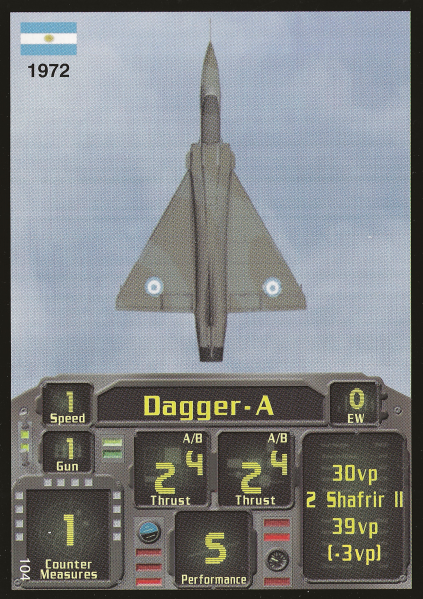 1972
Dagger-A
1
Speed
0
EW
1
Gun
A/B
2 4
Thrust
A/B
2 4
Thrust
30vp
2 Shafrir II
39vp
(-3vp)
1
Counter
Measures
5
Performance
104